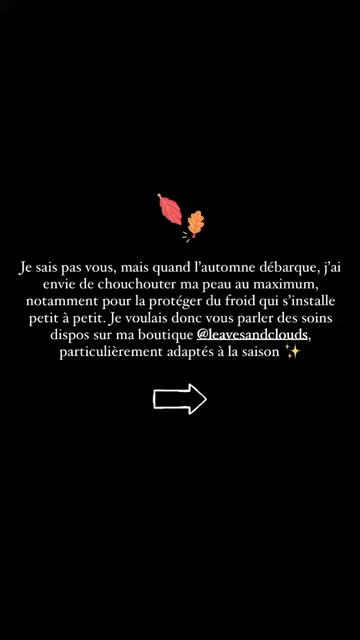 Je sais pas vous, mais quand l’automne débarque, j’ai
envie de chouchouter ma peau au maximum,
notamment pour la protéger du froid qui s’installe
petit à petit. Je voulais donc vous parler des soins
dispos sur ma boutique @leavesandclouds,
particulièrement adaptés à la saison ✨